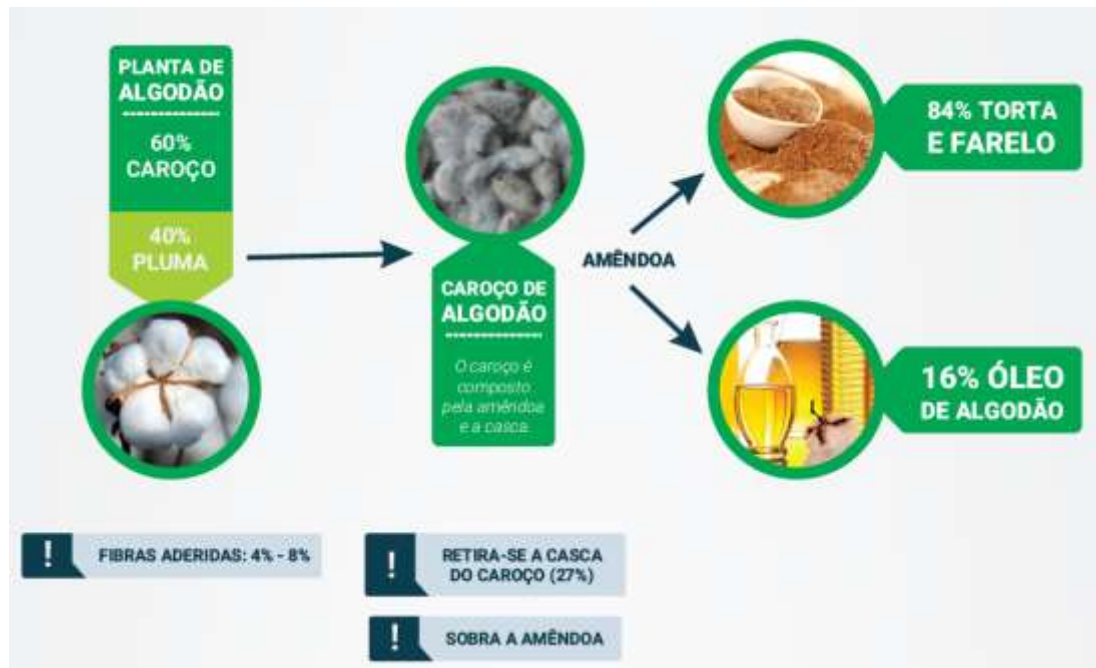 PLANTA DE
ALGODÃO
60%
CAROÇO
40%
PLUMA
CAROÇO DE
ALGODÃO
O caroço é
composto
pela amêndoa
e a casca
AMÊNDOA
84% TORTA
E FARELO
16% ÓLEO
DE ALGODÃO
! FIBRAS ADERIDAS: 4% - 8%
! RETIRA-SE A CASCA
DO CAROÇO (27%)
! SOBRA A AMÊNDOA